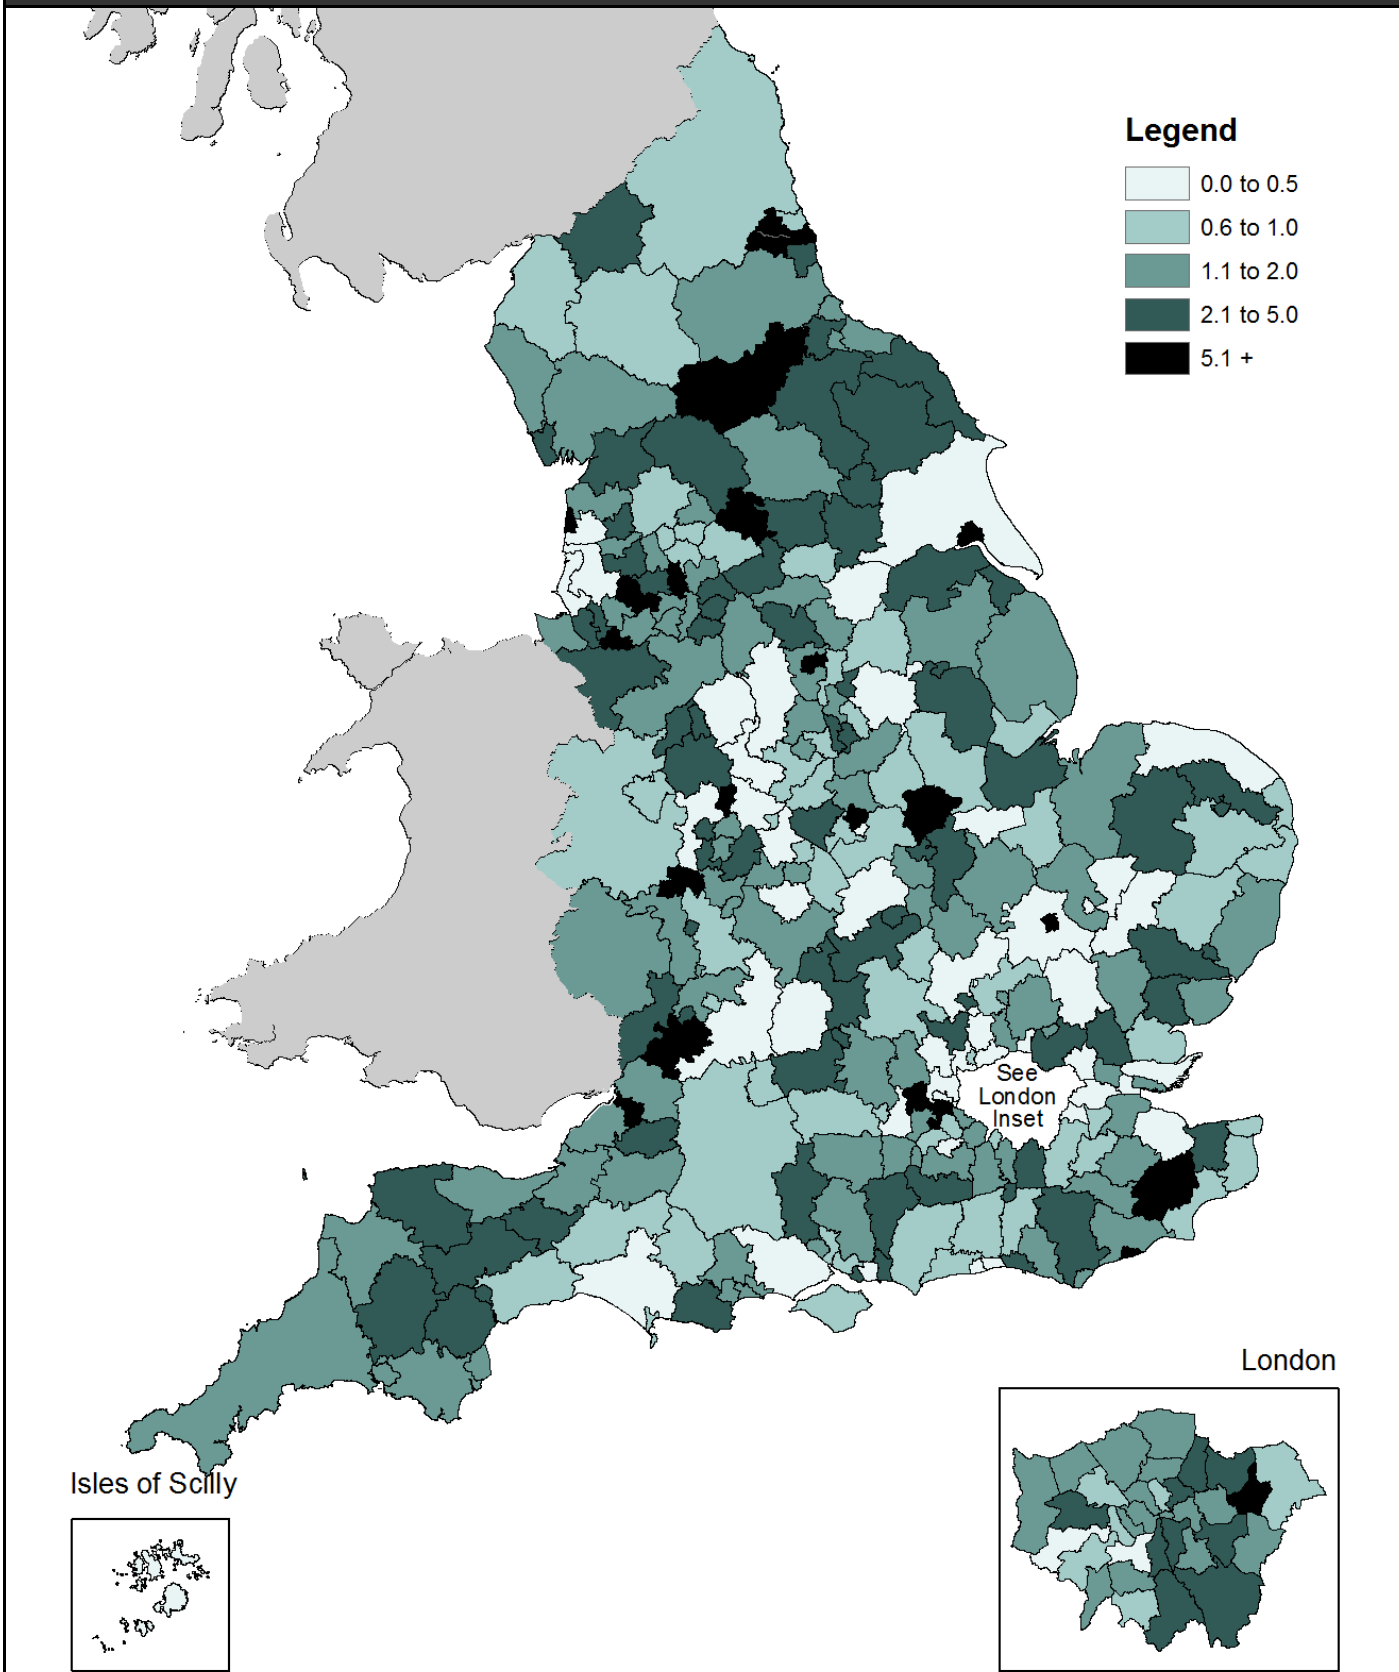 Legend
0.0 to 0.5
0.6 to 1.0
1.1 to 2.0
2.1 to 5.0
5.1 +
See
London
Inset
London
Isles of Scilly